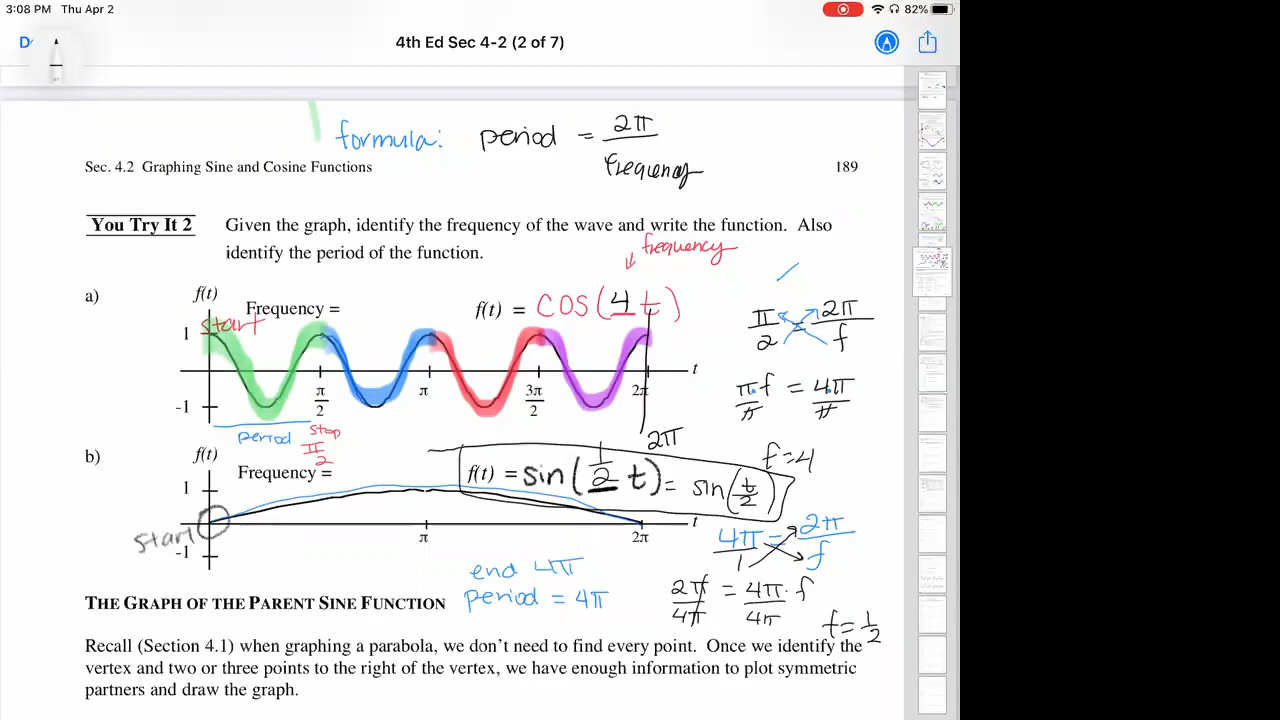 3:08 PM Thu Apr 2
82%
4th Ed Sec 4-2 (2 of 7)
formula: period = 2π / frequency
Sec. 4.2 Graphing Sine and Cosine Functions 189
You Try It 2 Given the graph, identify the frequency of the wave and write the function. Also
identify the period of the function.
frequency
a) f(t) Frequency = f(t) = cos(4t)
start
1
-1
π/2 π 3π/2 2π t
π/2 = 2π/f
π·f/π = 4π/π
f=4
period stop π/2
2π
b) f(t) Frequency = f(t) = sin(1/2 t) = sin(t/2)
1
-1
start
π 2π t
4π/1 = 2π/f
end 4π
period = 4π
2π/4π = 4π/4π · f
f=1/2
THE GRAPH OF THE PARENT SINE FUNCTION
Recall (Section 4.1) when graphing a parabola, we don't need to find every point. Once we identify the
vertex and two or three points to the right of the vertex, we have enough information to plot symmetric
partners and draw the graph.